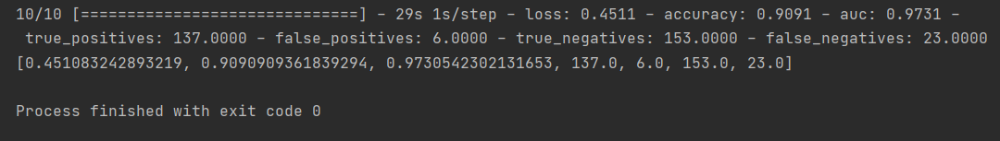 10/10 [==============================] - 29s 1s/step - loss: 0.4511 - accuracy: 0.9091 - auc: 0.9731 -
true_positives: 137.0000 - false_positives: 6.0000 - true_negatives: 153.0000 - false_negatives: 23.0000
[0.451083242893219, 0.9090909361839294, 0.9730542302131653, 137.0, 6.0, 153.0, 23.0]
Process finished with exit code 0